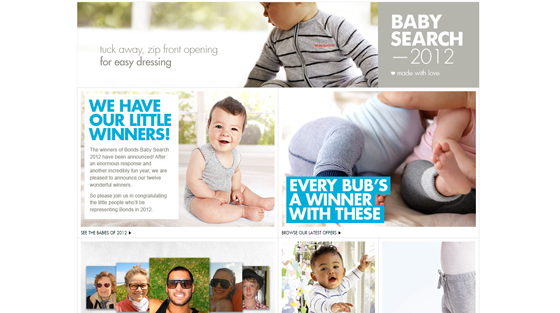 tuck away, zip front opening
for easy dressing
BABY
SEARCH
—2012
♥ made with love
WE HAVE
OUR LITTLE
WINNERS!
The winners of Bonds Baby Search
2012 have been announced! After
an enormous response and
another incredibly fun year, we are
pleased to announce our twelve
wonderful winners.
So please join us in congratulating
the little people who'll be
representing Bonds in 2012.
EVERY BUB'S
A WINNER
WITH THESE
SEE THE BABIES OF 2012
BROWSE OUR LATEST OFFERS